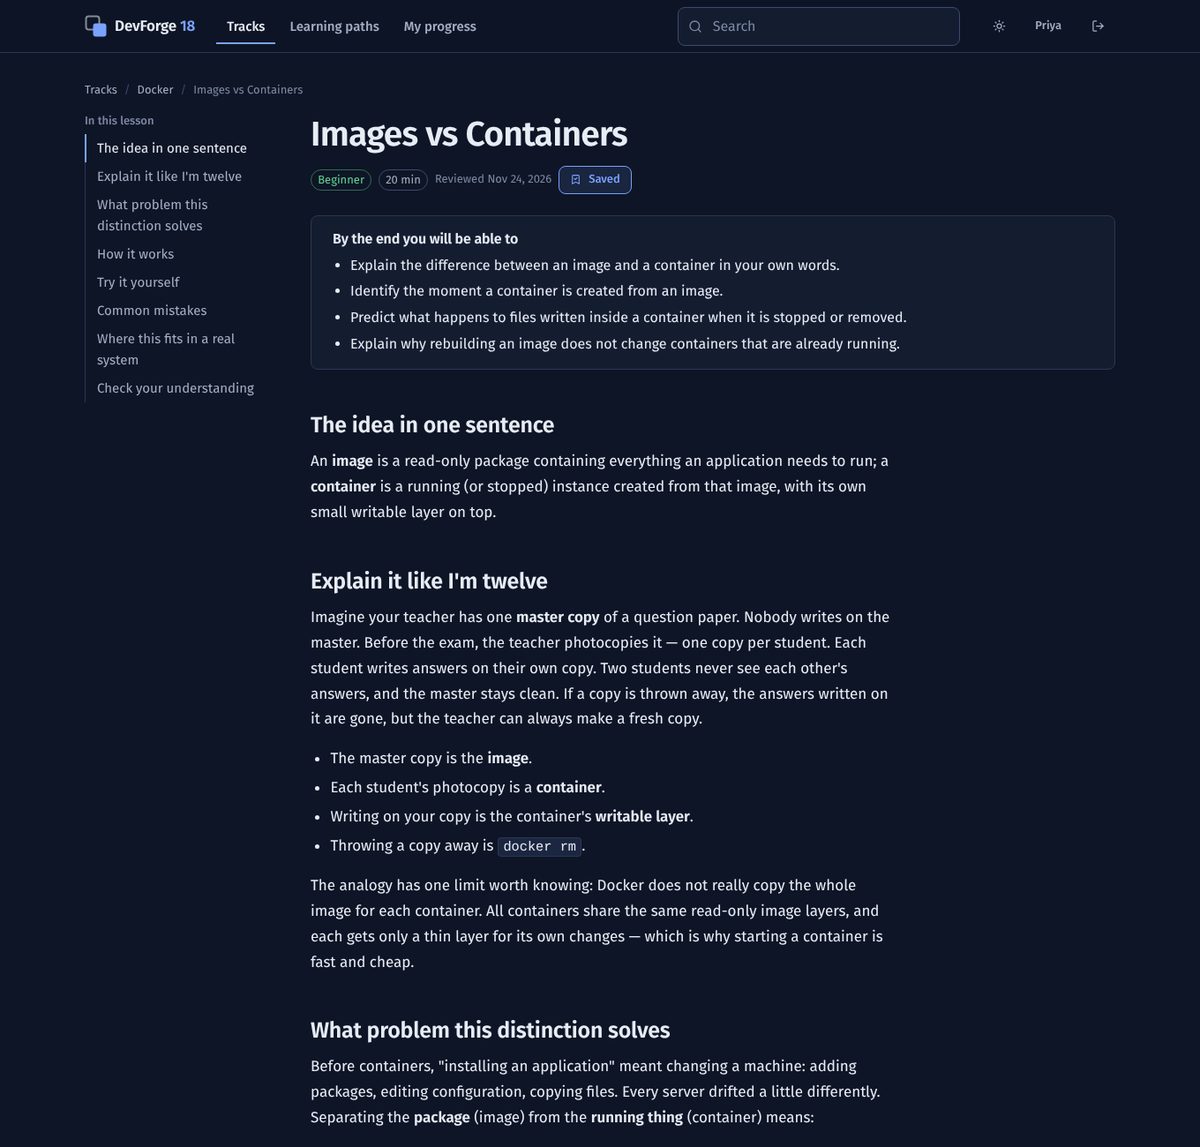 DevForge 18
Tracks
Learning paths
My progress
Search
Priya
Tracks / Docker / Images vs Containers
In this lesson
The idea in one sentence
Explain it like I'm twelve
What problem this
distinction solves
How it works
Try it yourself
Common mistakes
Where this fits in a real
system
Check your understanding
Images vs Containers
Beginner
20 min
Reviewed Nov 24, 2026
Saved
By the end you will be able to
• Explain the difference between an image and a container in your own words.
• Identify the moment a container is created from an image.
• Predict what happens to files written inside a container when it is stopped or removed.
• Explain why rebuilding an image does not change containers that are already running.
The idea in one sentence
An image is a read-only package containing everything an application needs to run; a
container is a running (or stopped) instance created from that image, with its own
small writable layer on top.
Explain it like I'm twelve
Imagine your teacher has one master copy of a question paper. Nobody writes on the
master. Before the exam, the teacher photocopies it — one copy per student. Each
student writes answers on their own copy. Two students never see each other's
answers, and the master stays clean. If a copy is thrown away, the answers written on
it are gone, but the teacher can always make a fresh copy.
• The master copy is the image.
• Each student's photocopy is a container.
• Writing on your copy is the container's writable layer.
• Throwing a copy away is docker rm.
The analogy has one limit worth knowing: Docker does not really copy the whole
image for each container. All containers share the same read-only image layers, and
each gets only a thin layer for its own changes — which is why starting a container is
fast and cheap.
What problem this distinction solves
Before containers, "installing an application" meant changing a machine: adding
packages, editing configuration, copying files. Every server drifted a little differently.
Separating the package (image) from the running thing (container) means: